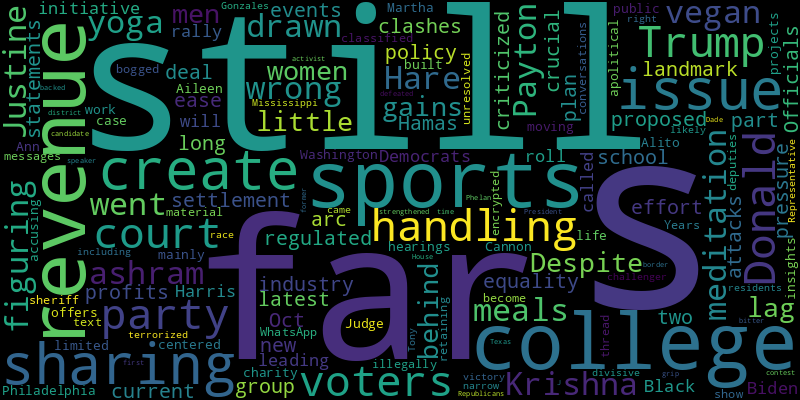 still
far
S
sports
college
create
revenue
sharing
issue
handling
Donald
Trump
court
voters
party
went
wrong
Krishna
Payton
Hare
yoga
men
women
drawn
vegan
meditation
ashram
meals
behind
gains
little
Despite
lag
figuring
Justine
Officials
initiative
rally
events
Gonzales
Martha
clashes
classified
policy
built
unresolved
criticized
crucial
plan
conversations
apolitical
public
right
landmark
projects
statements
deal
bogged
activist
Aileen
ease
Mississippi
work
case
backed
district
candidate
will
long
Hamas
moving
proposed
part
Dade
likely
Alito
deputies
Representative
pressure
Ann
messages
speaker
Washington
Democrats
defeated
roll
school
called
attacks
settlement
material
race
arc
came
former
strengthened
time
Phelan
President
encrypted
effort
Years
accusing
including
mainly
regulated
hearings
House
Cannon
life
border
challenger
equality
become
residents
insights
sheriff
offers
text
profits
Harris
industry
latest
Oct
WhatsApp
new
leading
Judge
terrorized
centered
limited
current
Philadelphia
group
charity
first
illegally
Tony
retaining
Texas
victory
narrow
Republicans
thread
two
divisive
grip
Black
show
bitter
contest
Biden